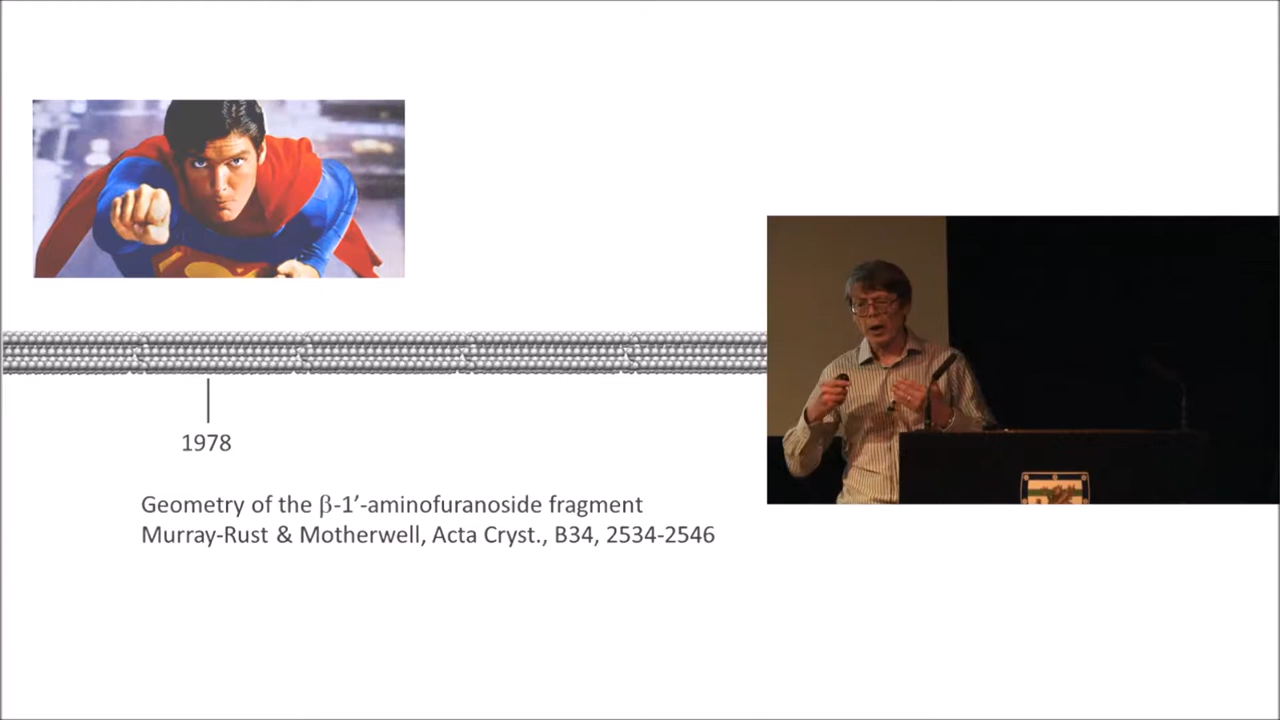 1978
Geometry of the β-1′-aminofuranoside fragment
Murray-Rust & Motherwell, Acta Cryst., B34, 2534-2546